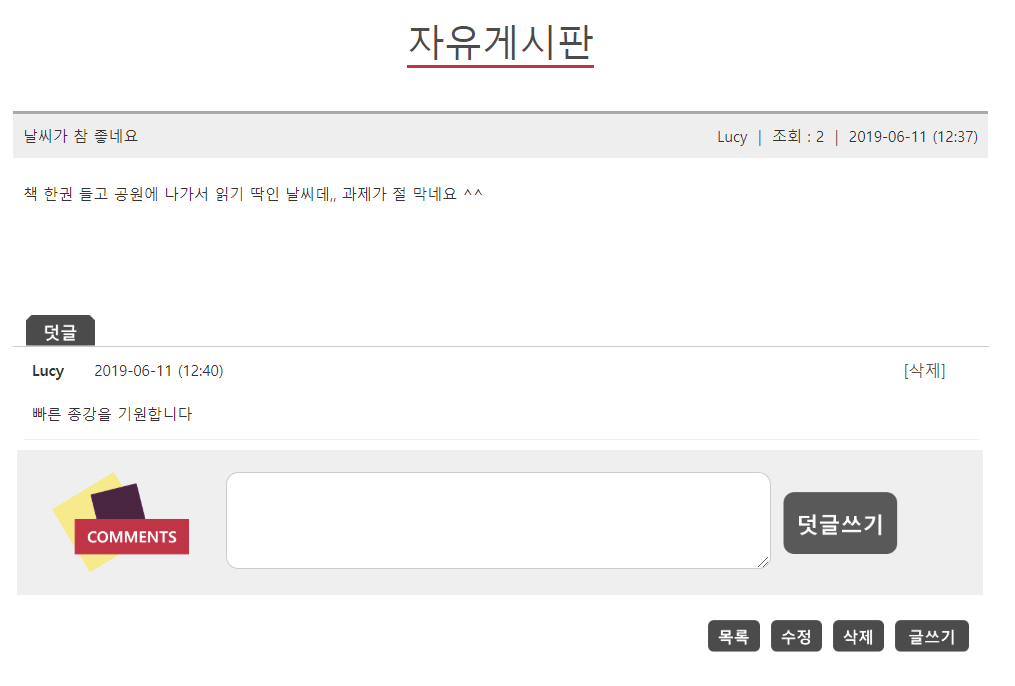 자유게시판
날씨가 참 좋네요 Lucy | 조회 : 2 | 2019-06-11 (12:37)
책 한권 들고 공원에 나가서 읽기 딱인 날씨데,, 과제가 절 막네요 ^^
덧글
Lucy 2019-06-11 (12:40) [삭제]
빠른 종강을 기원합니다
COMMENTS 덧글쓰기
목록 수정 삭제 글쓰기